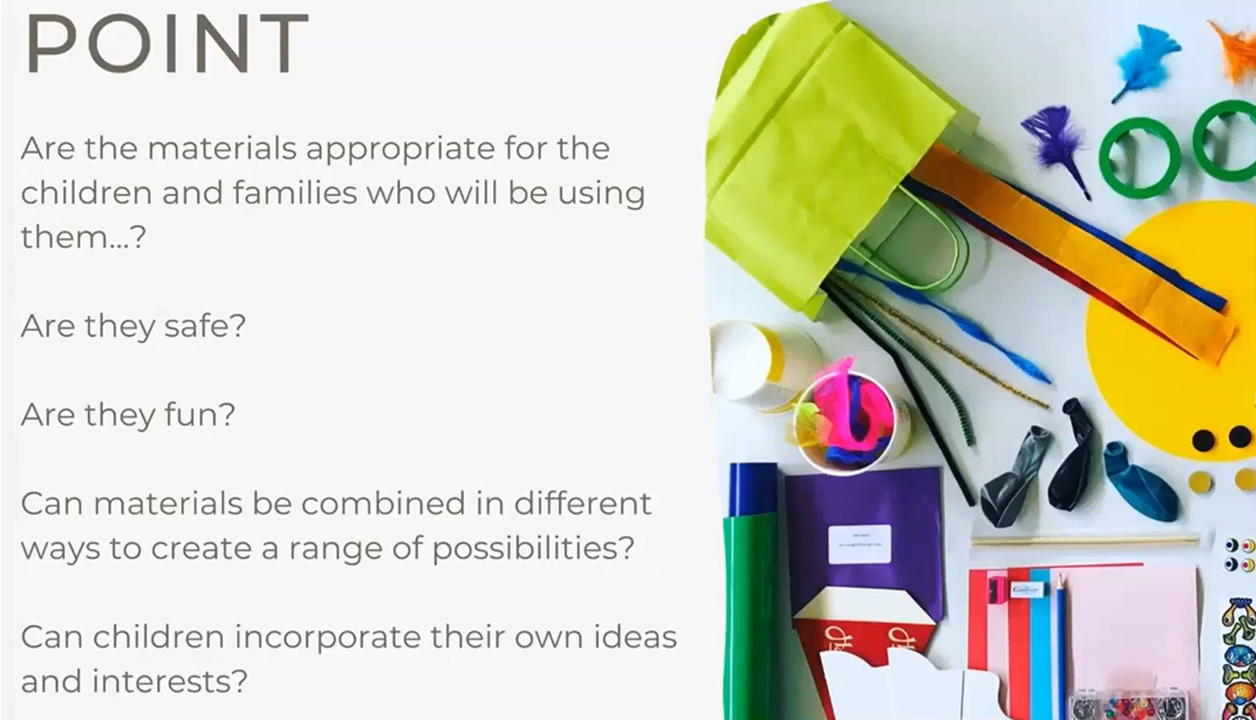 POINT
Are the materials appropriate for the
children and families who will be using
them...?
Are they safe?
Are they fun?
Can materials be combined in different
ways to create a range of possibilities?
Can children incorporate their own ideas
and interests?